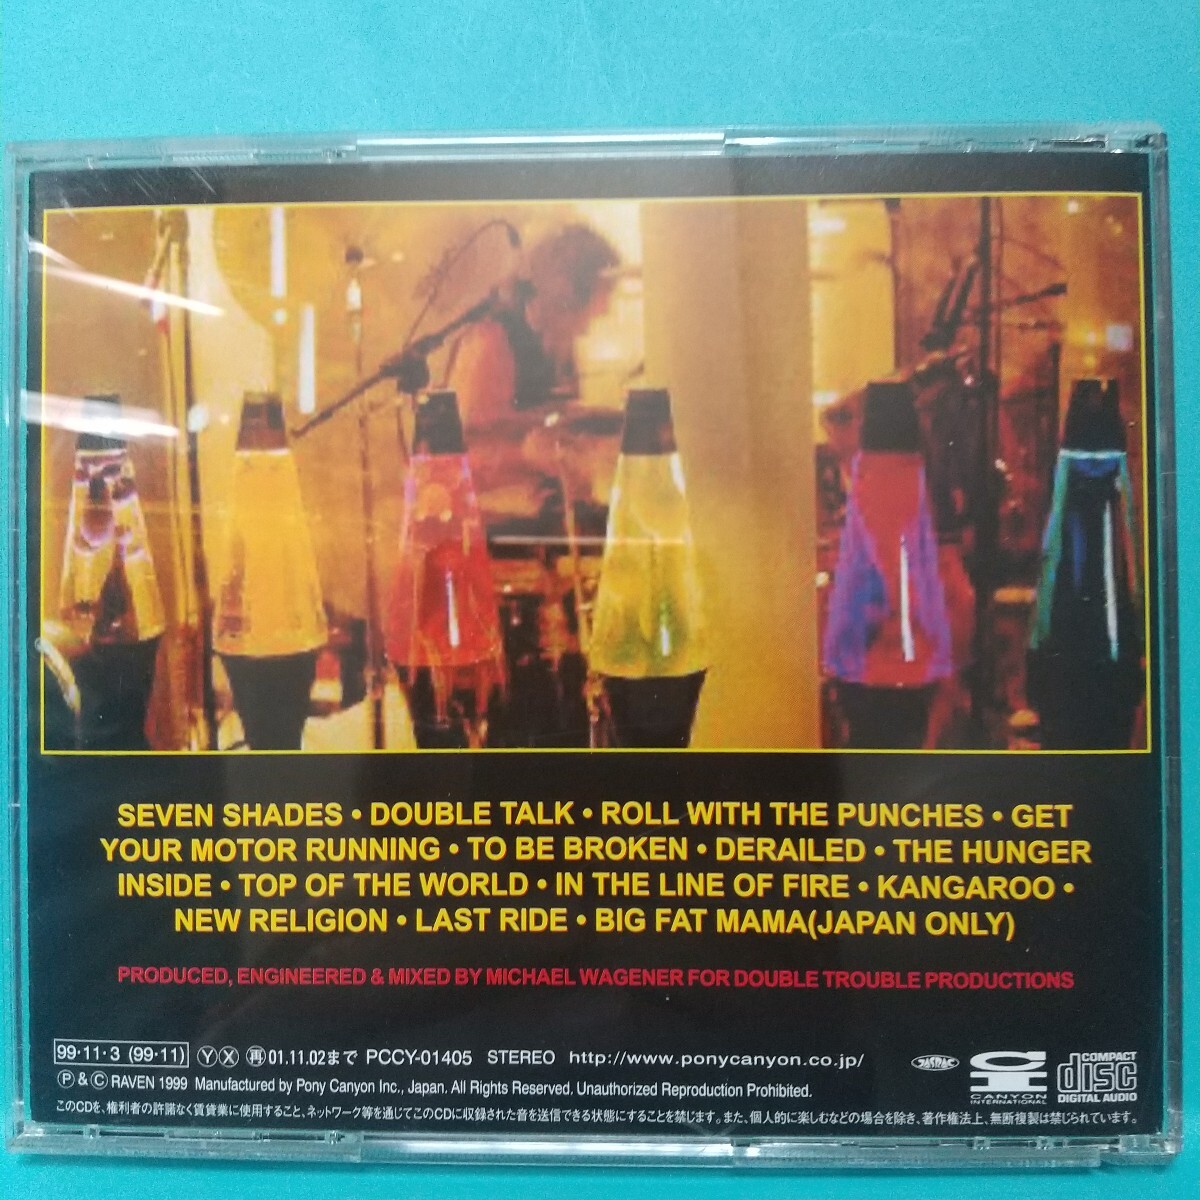 SEVEN SHADES • DOUBLE TALK • ROLL WITH THE PUNCHES • GET
YOUR MOTOR RUNNING • TO BE BROKEN • DERAILED • THE HUNGER
INSIDE • TOP OF THE WORLD • IN THE LINE OF FIRE • KANGAROO •
NEW RELIGION • LAST RIDE • BIG FAT MAMA(JAPAN ONLY)
PRODUCED, ENGINEERED & MIXED BY MICHAEL WAGENER FOR DOUBLE TROUBLE PRODUCTIONS
99・11・3 (99・11) Ⓨ Ⓧ 再 01.11.02まで PCCY-01405 STEREO http://www.ponycanyon.co.jp/
JASRAC
CANYON
INTERNATIONAL
COMPACT
disc
DIGITAL AUDIO
Ⓟ & Ⓒ RAVEN 1999 Manufactured by Pony Canyon Inc., Japan. All Rights Reserved. Unauthorized Reproduction Prohibited.
このCDを、権利者の許諾なく賃貸業に使用すること、ネットワーク等を通じてこのCDに収録された音を送信できる状態にすることを禁じます。また、個人的に楽しむなどの場合を除き、著作権法上、無断複製は禁じられています。